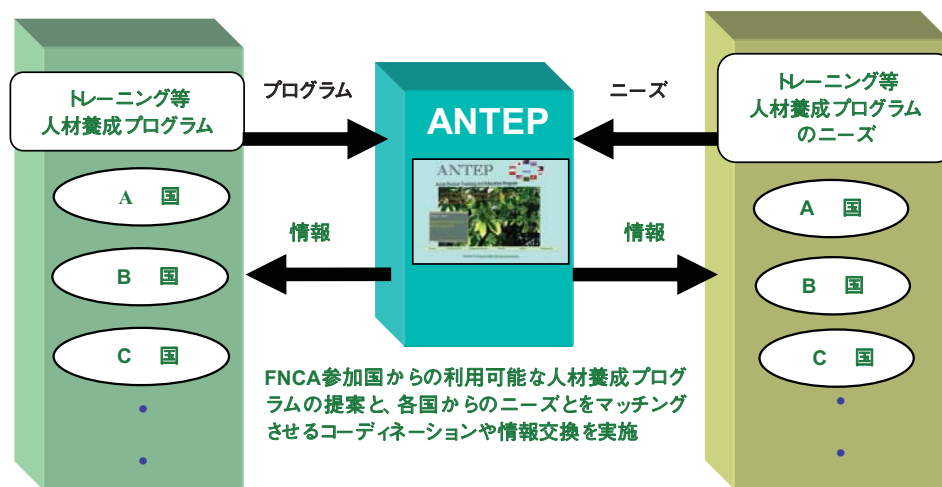 トレーニング等
人材養成プログラム
A 国
B 国
C 国
プログラム
情報
ANTEP
ANTEP
Asian Nuclear Training and Education Program
ニーズ
情報
トレーニング等
人材養成プログラム
のニーズ
A 国
B 国
C 国
FNCA参加国からの利用可能な人材養成プログ
ラムの提案と、各国からのニーズとをマッチング
させるコーディネーションや情報交換を実施